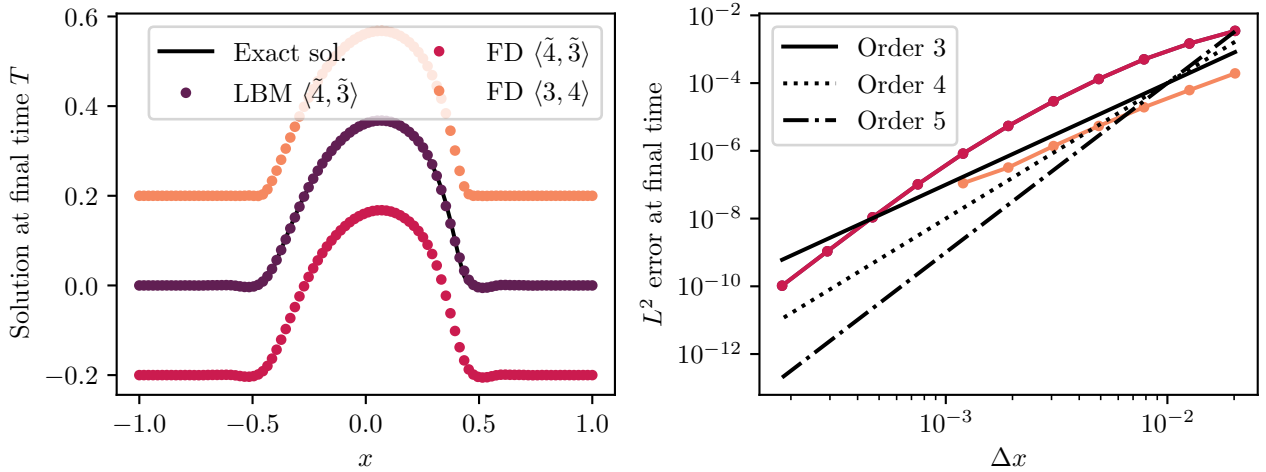 Solution at final time T
0.6
0.4
0.2
0.0
−0.2
−1.0
−0.5
0.0
0.5
1.0
x
Exact sol.
LBM ⟨4̃, 3̃⟩
FD ⟨4̃, 3̃⟩
FD ⟨3, 4⟩
L² error at final time
10⁻²
10⁻⁴
10⁻⁶
10⁻⁸
10⁻¹⁰
10⁻¹²
10⁻³
10⁻²
Δx
Order 3
Order 4
Order 5